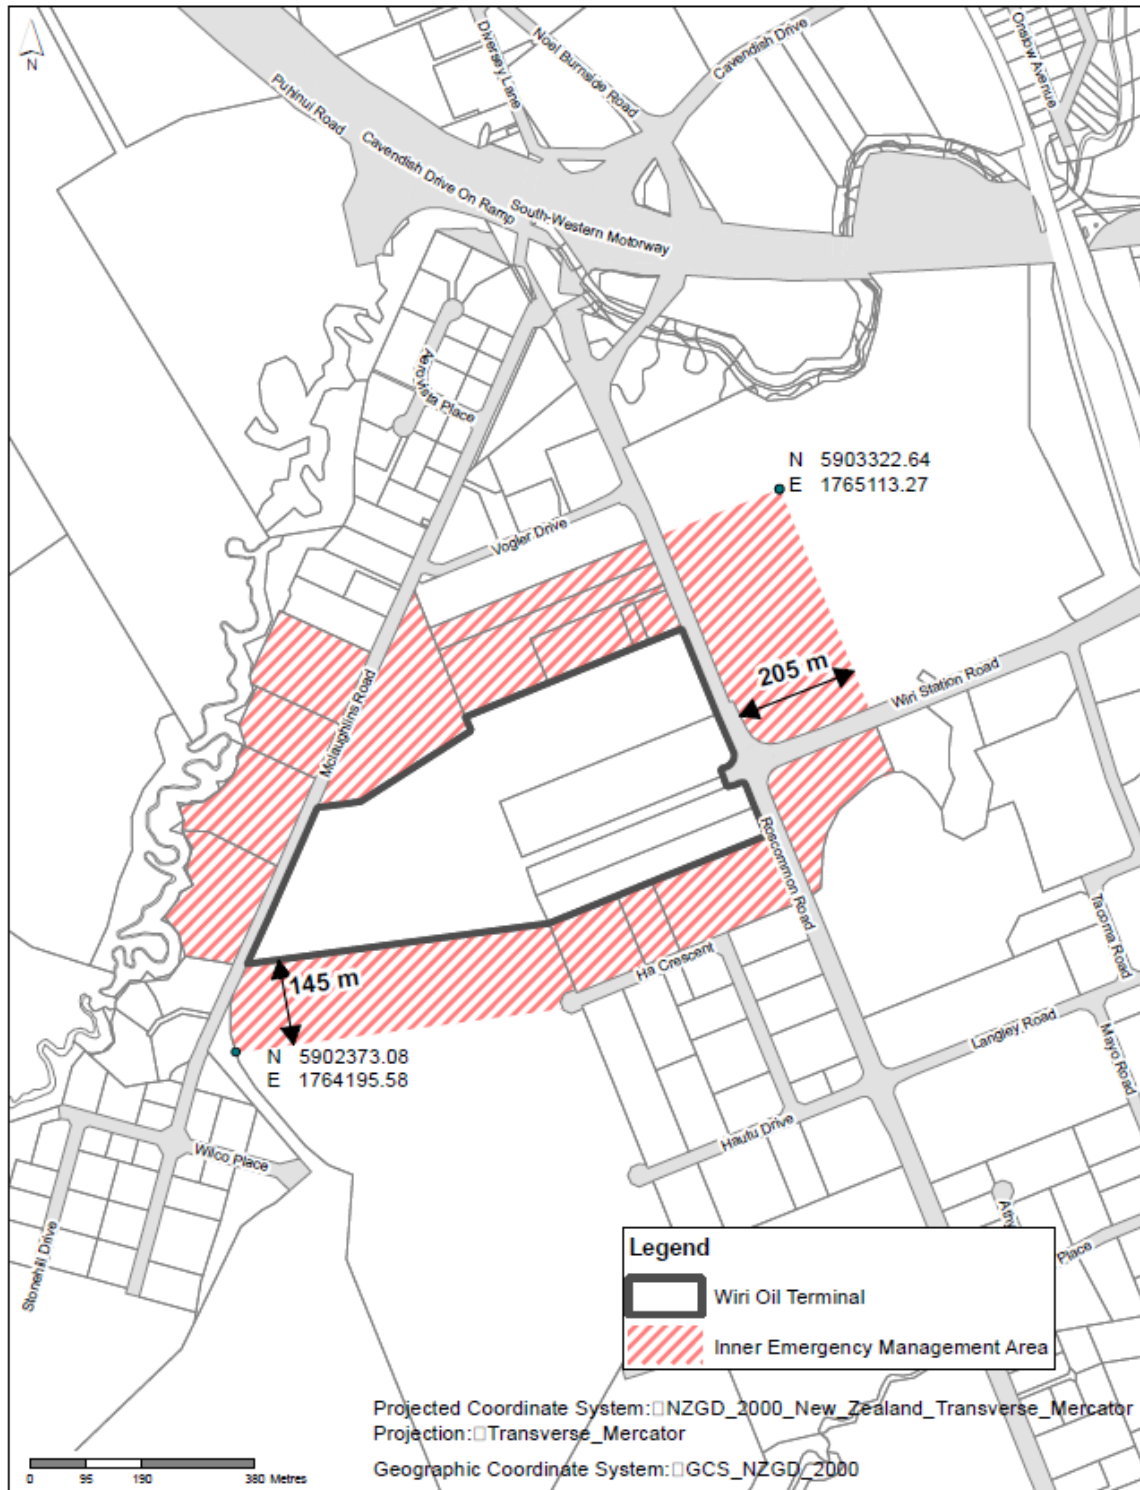 N
Diversey Lane
Noel Burnside Road
Cavendish Drive
Onslow Avenue
Puhinui Road
Cavendish Drive On Ramp
South-Western Motorway
Aerovista Place
N 5903322.64
E 1765113.27
Vogler Drive
205 m
Wiri Station Road
Mclaughlins Road
Roscommon Road
Tacoma Road
Ha Crescent
145 m
Langley Road
Mayo Road
N 5902373.08
E 1764195.58
Hautu Drive
Wilco Place
Stonehill Drive
Place
Legend
Wiri Oil Terminal
Inner Emergency Management Area
Projected Coordinate System:□NZGD_2000_New_Zealand_Transverse_Mercator
Projection:□Transverse_Mercator
Geographic Coordinate System:□GCS_NZGD_2000
0 95 190 380 Metres